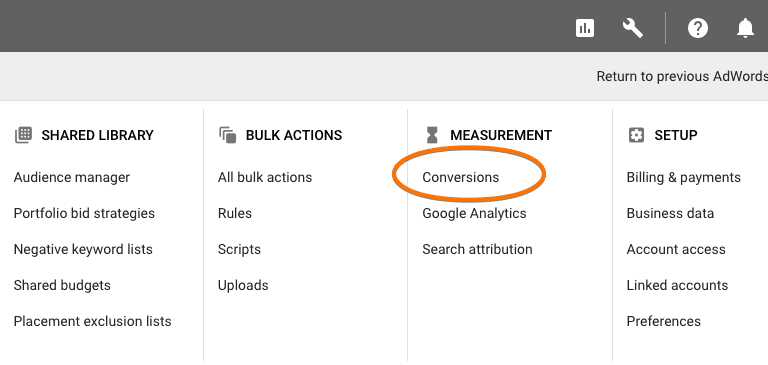 Return to previous AdWords
SHARED LIBRARY
Audience manager
Portfolio bid strategies
Negative keyword lists
Shared budgets
Placement exclusion lists
BULK ACTIONS
All bulk actions
Rules
Scripts
Uploads
MEASUREMENT
Conversions
Google Analytics
Search attribution
SETUP
Billing & payments
Business data
Account access
Linked accounts
Preferences